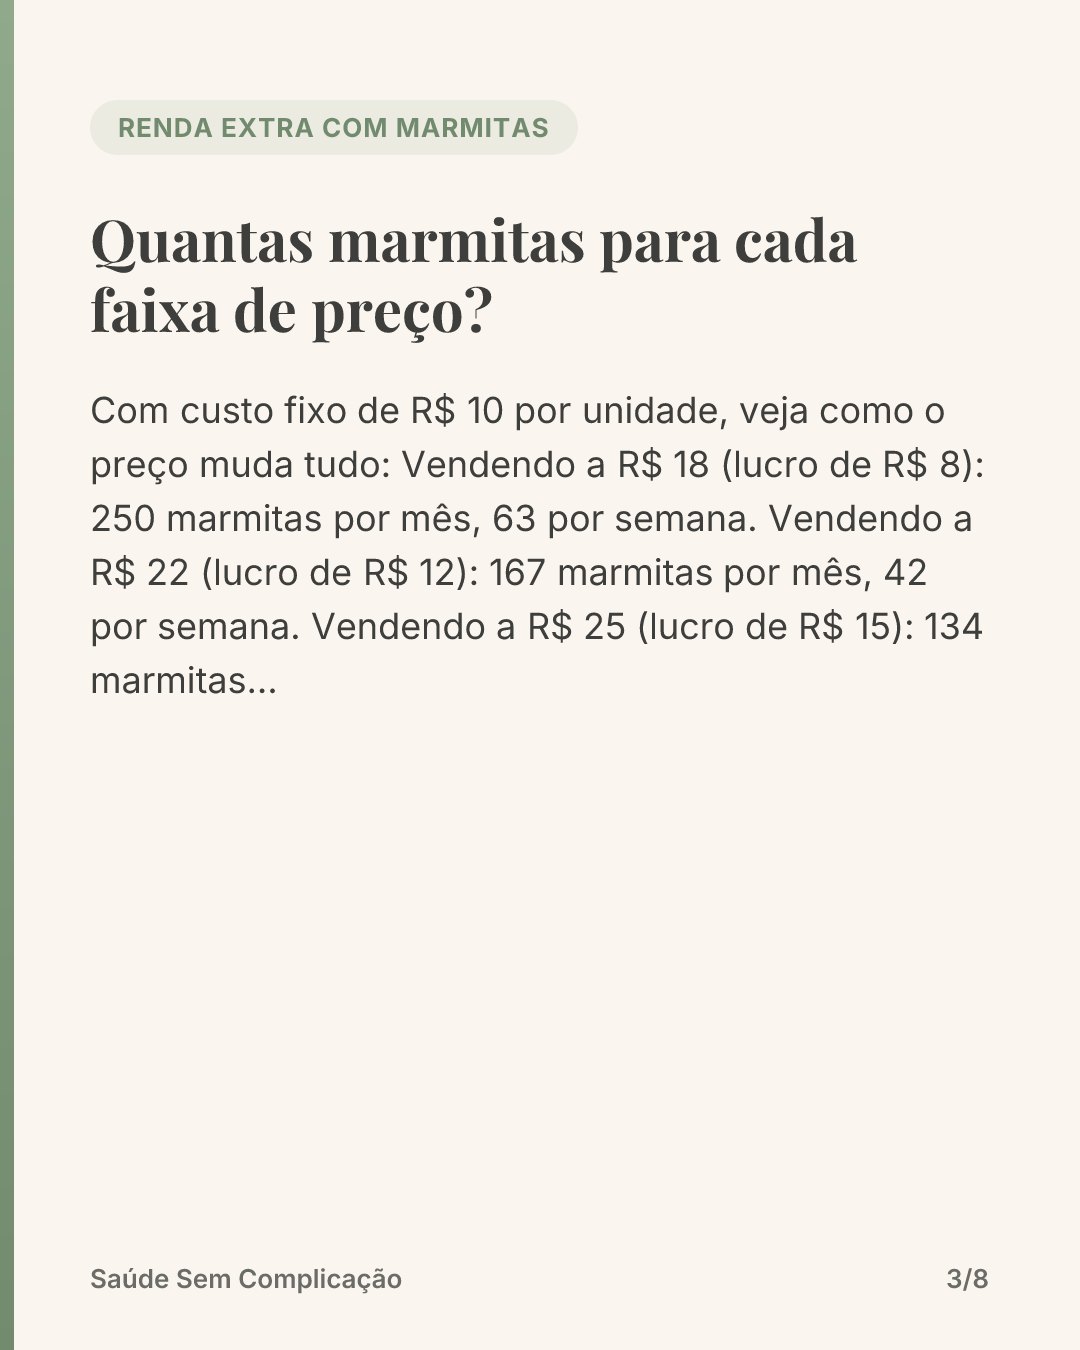 RENDA EXTRA COM MARMITAS
Quantas marmitas para cada
faixa de preço?
Com custo fixo de R$ 10 por unidade, veja como o
preço muda tudo: Vendendo a R$ 18 (lucro de R$ 8):
250 marmitas por mês, 63 por semana. Vendendo a
R$ 22 (lucro de R$ 12): 167 marmitas por mês, 42
por semana. Vendendo a R$ 25 (lucro de R$ 15): 134
marmitas...
Saúde Sem Complicação
3/8